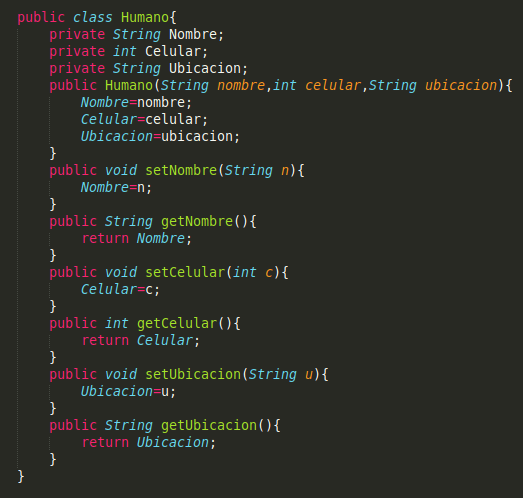 public class Humano{
    private String Nombre;
    private int Celular;
    private String Ubicacion;
    public Humano(String nombre,int celular,String ubicacion){
        Nombre=nombre;
        Celular=celular;
        Ubicacion=ubicacion;
    }
    public void setNombre(String n){
        Nombre=n;
    }
    public String getNombre(){
        return Nombre;
    }
    public void setCelular(int c){
        Celular=c;
    }
    public int getCelular(){
        return Celular;
    }
    public void setUbicacion(String u){
        Ubicacion=u;
    }
    public String getUbicacion(){
        return Ubicacion;
    }
}